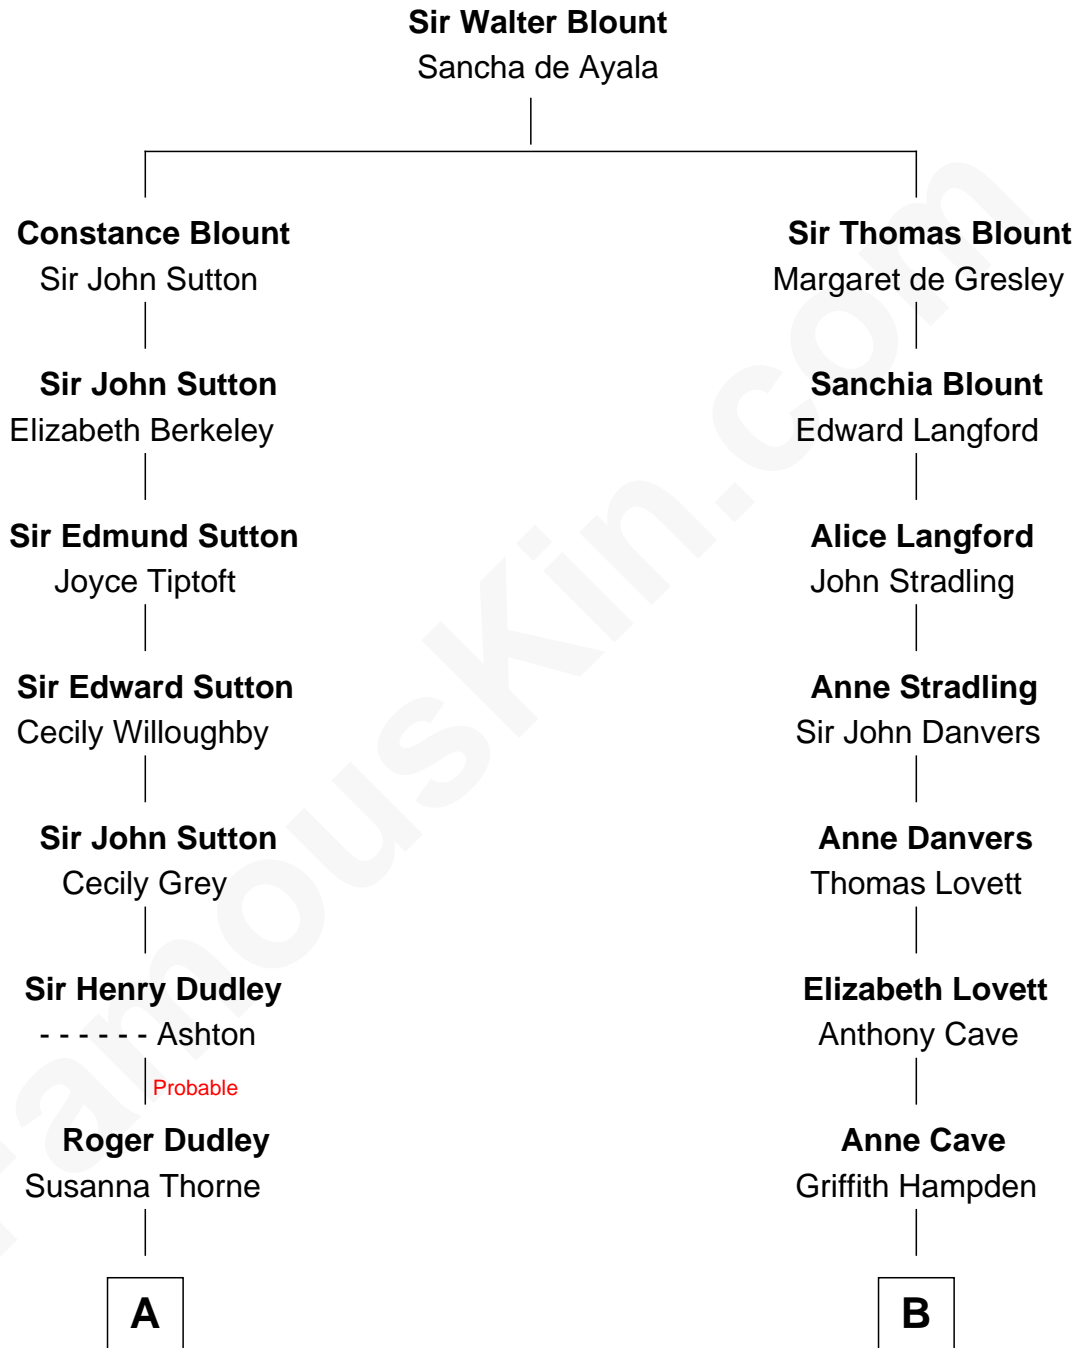 Sir Walter Blount
Sancha de Ayala
Constance Blount
Sir John Sutton
Sir John Sutton
Elizabeth Berkeley
Sir Edmund Sutton
Joyce Tiptoft
Sir Edward Sutton
Cecily Willoughby
Sir John Sutton
Cecily Grey
Sir Henry Dudley
- - - - - - Ashton
Probable
Roger Dudley
Susanna Thorne
A
Sir Thomas Blount
Margaret de Gresley
Sanchia Blount
Edward Langford
Alice Langford
John Stradling
Anne Stradling
Sir John Danvers
Anne Danvers
Thomas Lovett
Elizabeth Lovett
Anthony Cave
Anne Cave
Griffith Hampden
B
FamousKin.com